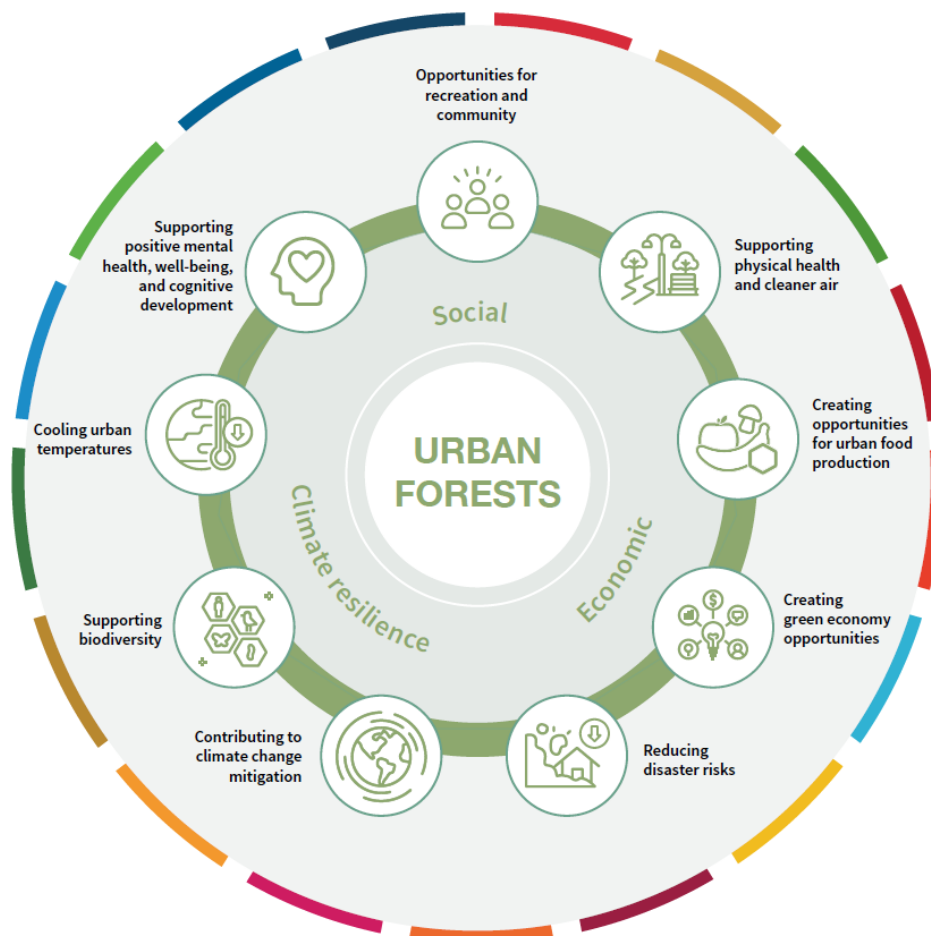 Opportunities for
recreation and
community
Supporting
positive mental
health, well-being,
and cognitive
development
Supporting
physical health
and cleaner air
Social
Cooling urban
temperatures
Creating
opportunities
for urban food
production
URBAN
FORESTS
Climate resilience
Economic
Supporting
biodiversity
Creating
green economy
opportunities
$
Contributing to
climate change
mitigation
Reducing
disaster risks